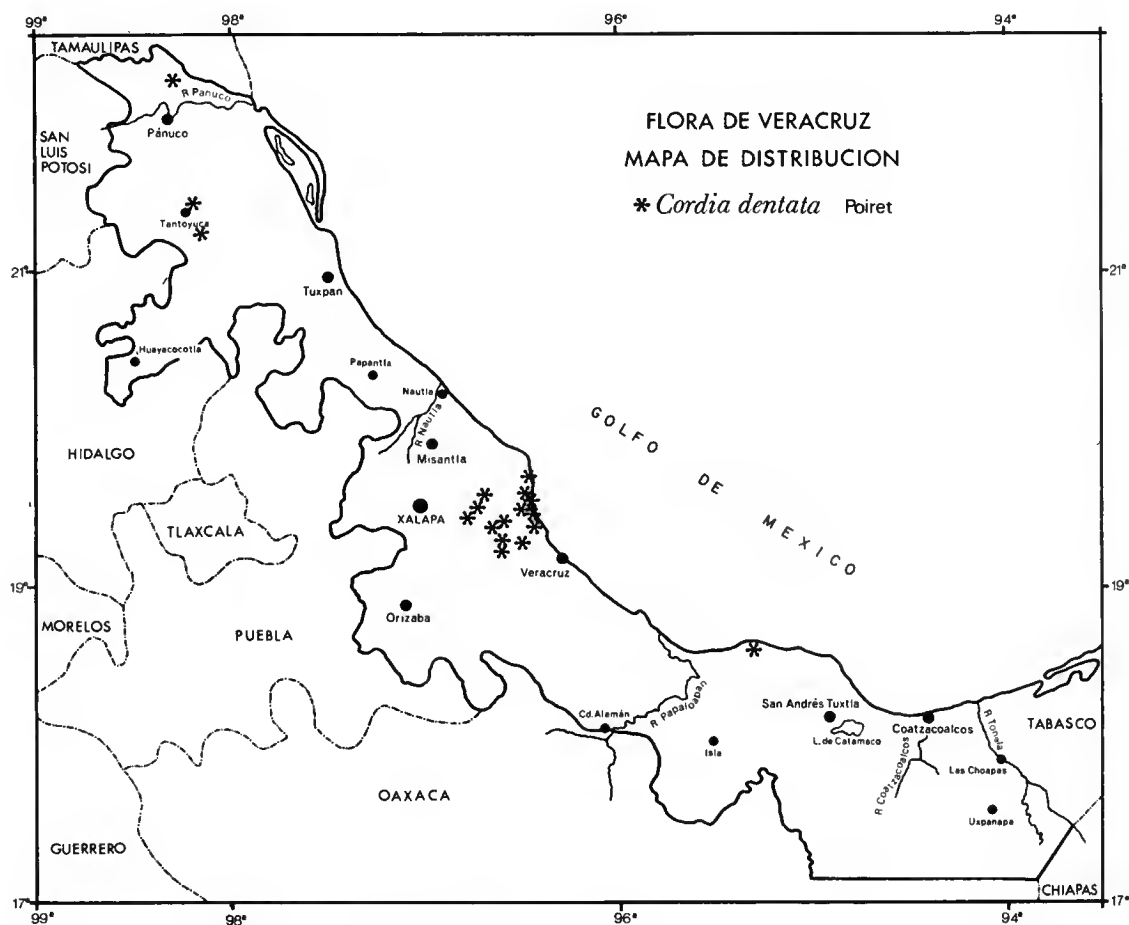 99°
98°
96°
94°
TAMAULIPAS
R Panuco
Pánuco
SAN
LUIS
POTOSI
FLORA DE VERACRUZ
MAPA DE DISTRIBUCION
* Cordia dentata Poiret
Tantoyuca
21°
21°
Tuxpan
Huayacocotla
Papantla
Nautla
R Nautla
Misantla
HIDALGO
GOLFO DE MEXICO
XALAPA
TLAXCALA
Veracruz
19°
19°
Orizaba
MORELOS
PUEBLA
Cd. Alemán
R Papaloapan
San Andrés Tuxtla
L. de Catamaco
Isla
Coatzacoalcos
R Coatzacoalcos
R Tonala
TABASCO
Las Choapas
Uxpanapa
OAXACA
GUERRERO
CHIAPAS
17°
17°
99°
98°
96°
94°